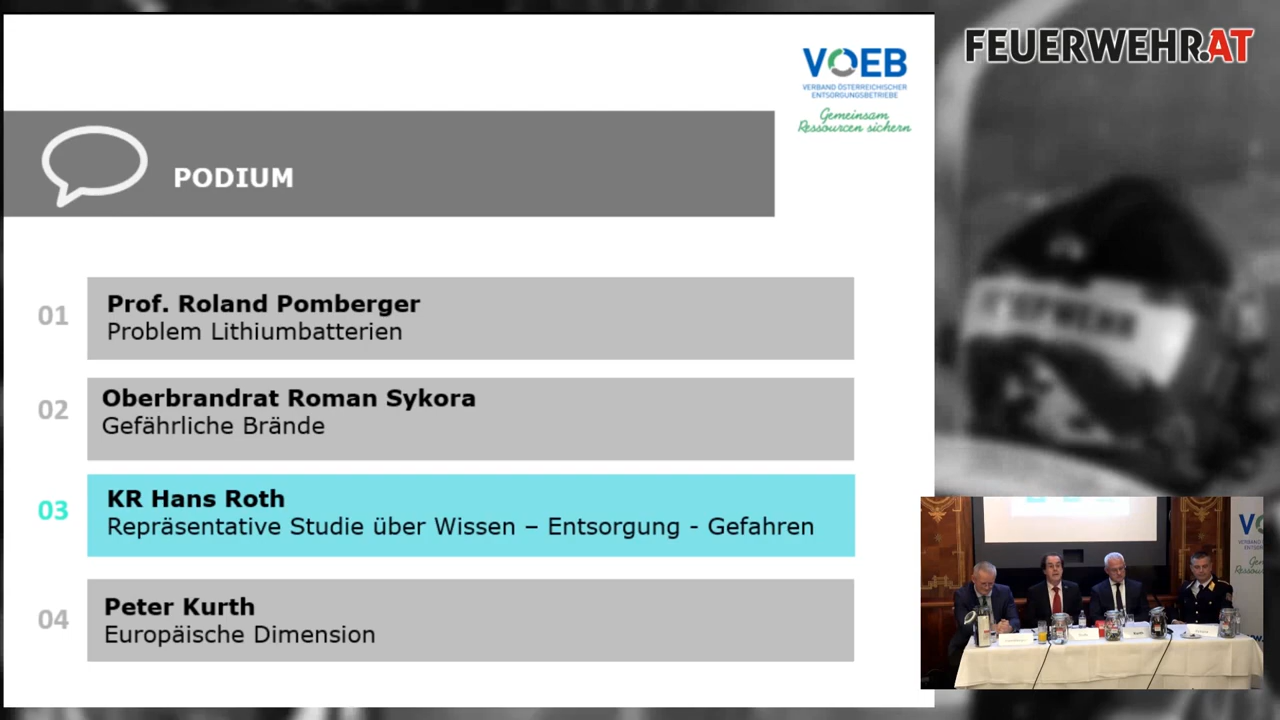 FEUERWEHR.AT
VOEB
VERBAND ÖSTERREICHISCHER
ENTSORGUNGSBETRIEBE
Gemeinsam
Ressourcen sichern
PODIUM
01
Prof. Roland Pomberger
Problem Lithiumbatterien
02
Oberbrandrat Roman Sykora
Gefährliche Brände
03
KR Hans Roth
Repräsentative Studie über Wissen – Entsorgung - Gefahren
04
Peter Kurth
Europäische Dimension